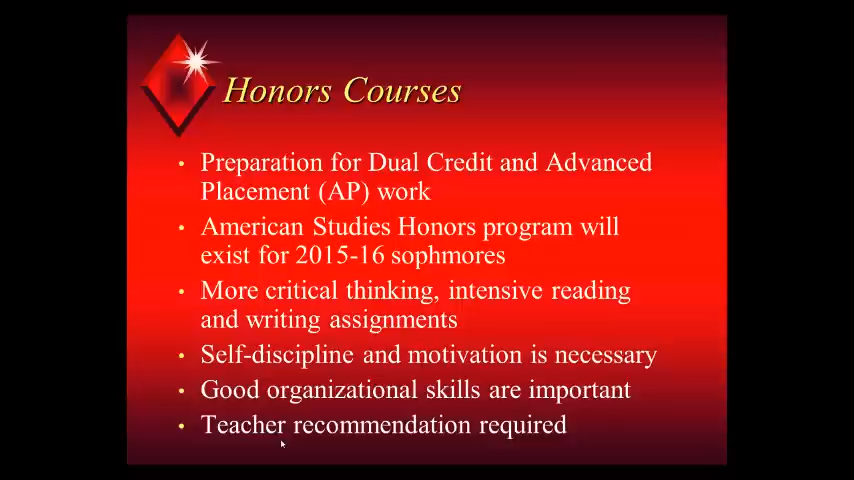 Honors Courses
• Preparation for Dual Credit and Advanced
Placement (AP) work
• American Studies Honors program will
exist for 2015-16 sophmores
• More critical thinking, intensive reading
and writing assignments
• Self-discipline and motivation is necessary
• Good organizational skills are important
• Teacher recommendation required